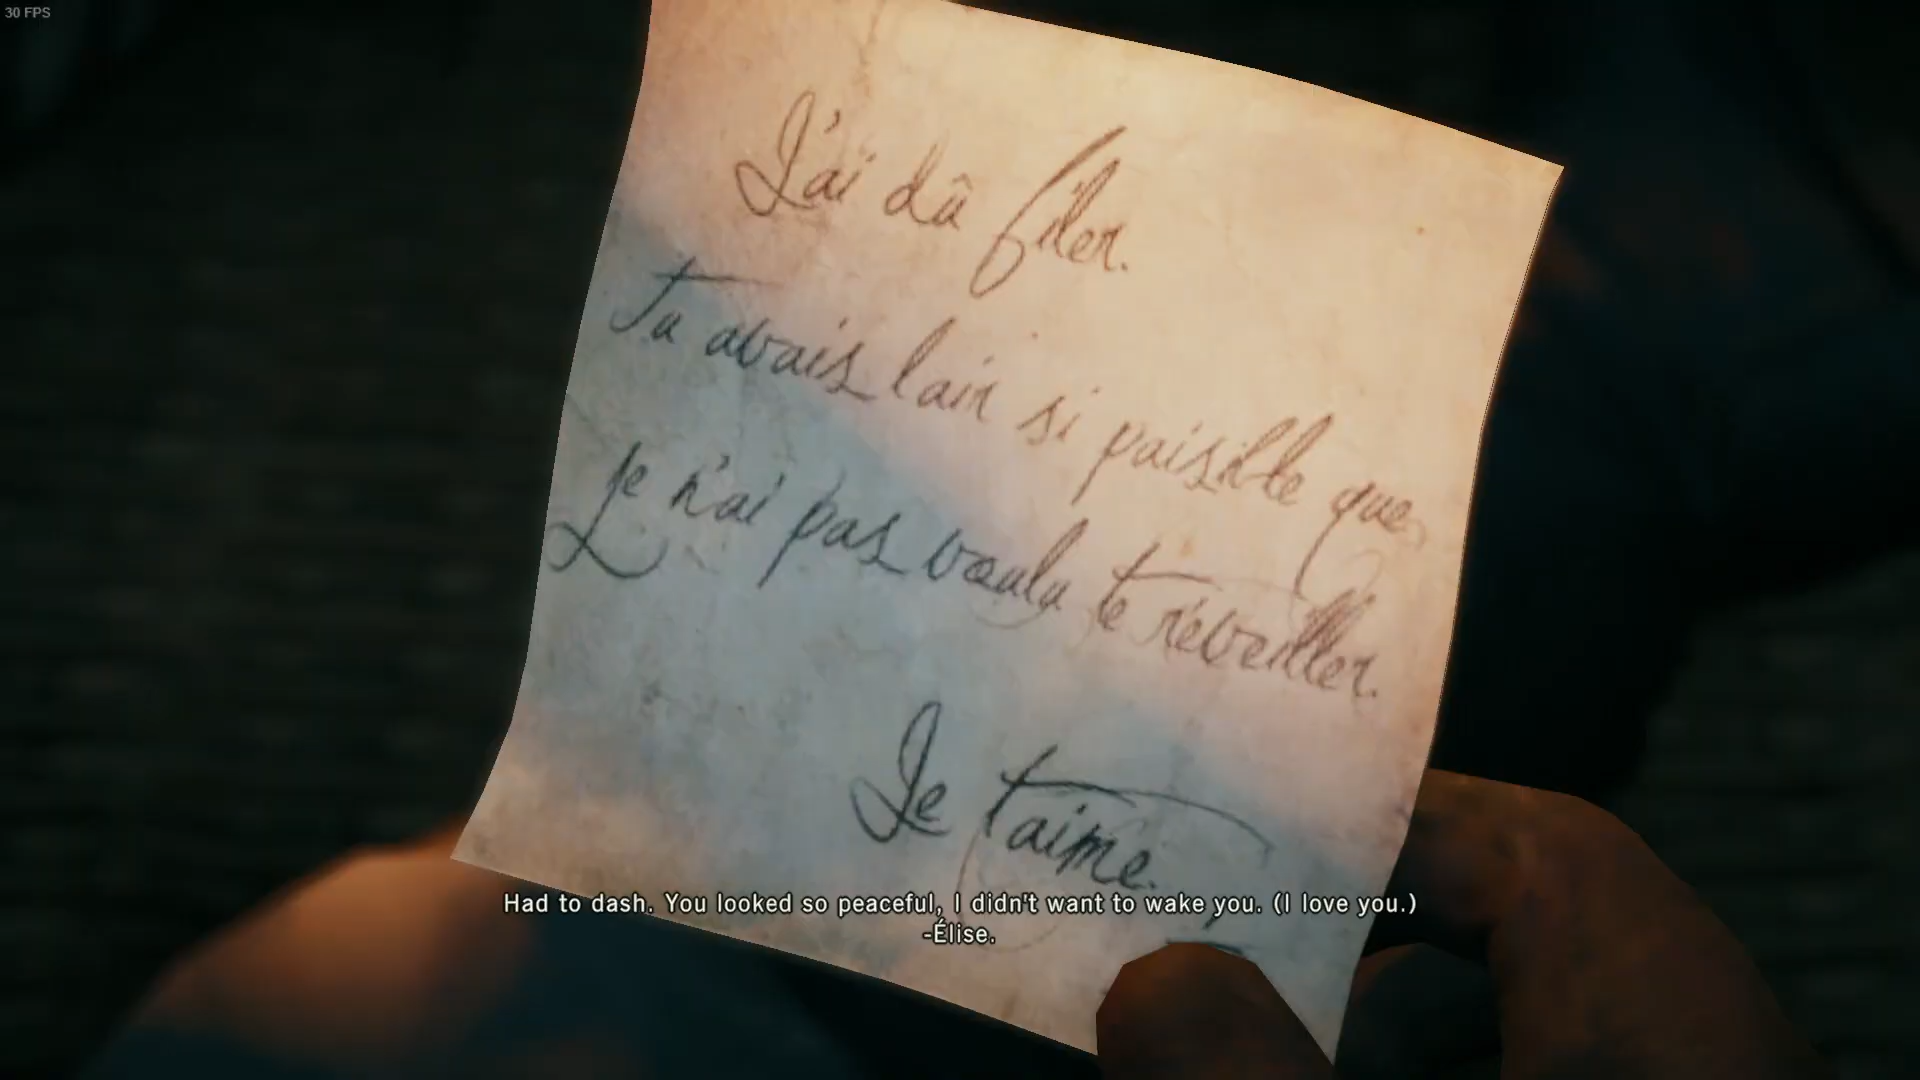 30 FPS
J'ai dû filer.
Tu avais l'air si paisible que
je n'ai pas voulu te réveiller.
Je t'aime.
Had to dash. You looked so peaceful, I didn't want to wake you. (I love you.)
-Élise.